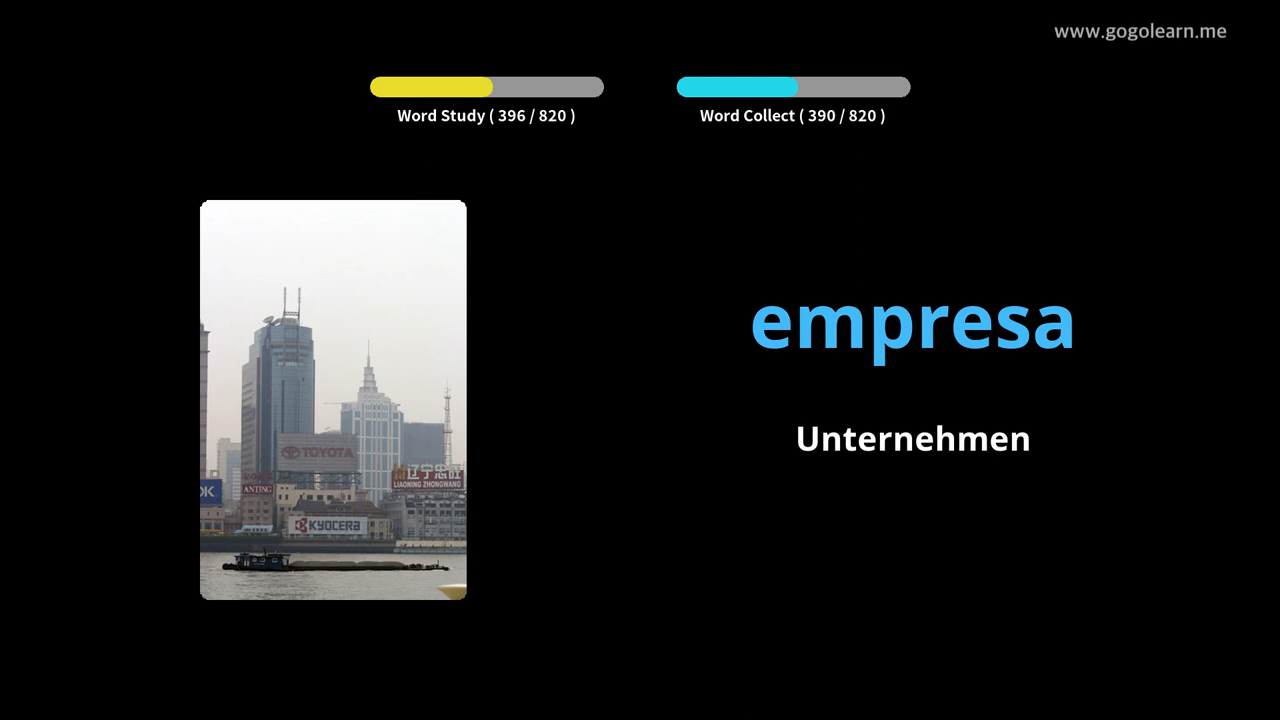 www.gogolearn.me
Word Study ( 396 / 820 )
Word Collect ( 390 / 820 )
empresa
Unternehmen
TOYOTA
辽宁忠旺
LIAONING ZHONGWANG
OK
ANTING
KYOCERA